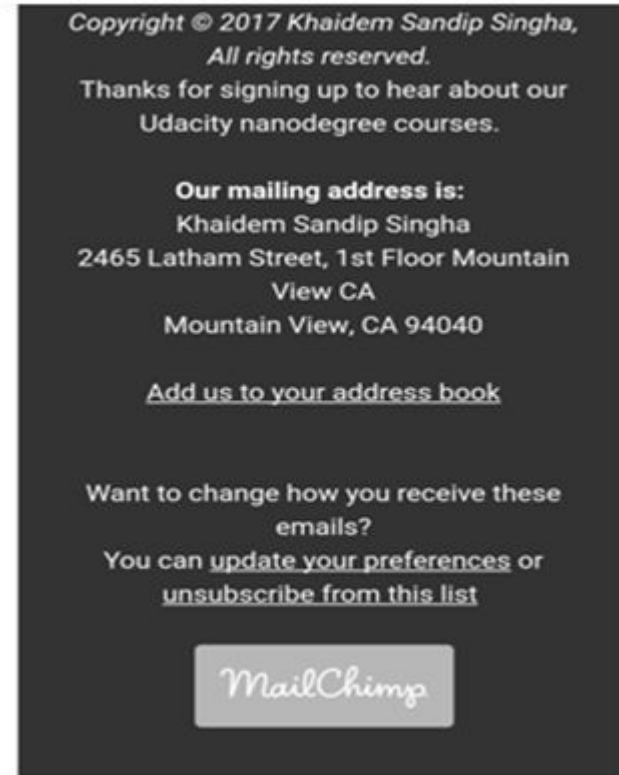 Copyright © 2017 Khaidem Sandip Singha,
All rights reserved.
Thanks for signing up to hear about our
Udacity nanodegree courses.
Our mailing address is:
Khaidem Sandip Singha
2465 Latham Street, 1st Floor Mountain
View CA
Mountain View, CA 94040
Add us to your address book
Want to change how you receive these
emails?
You can update your preferences or
unsubscribe from this list
MailChimp